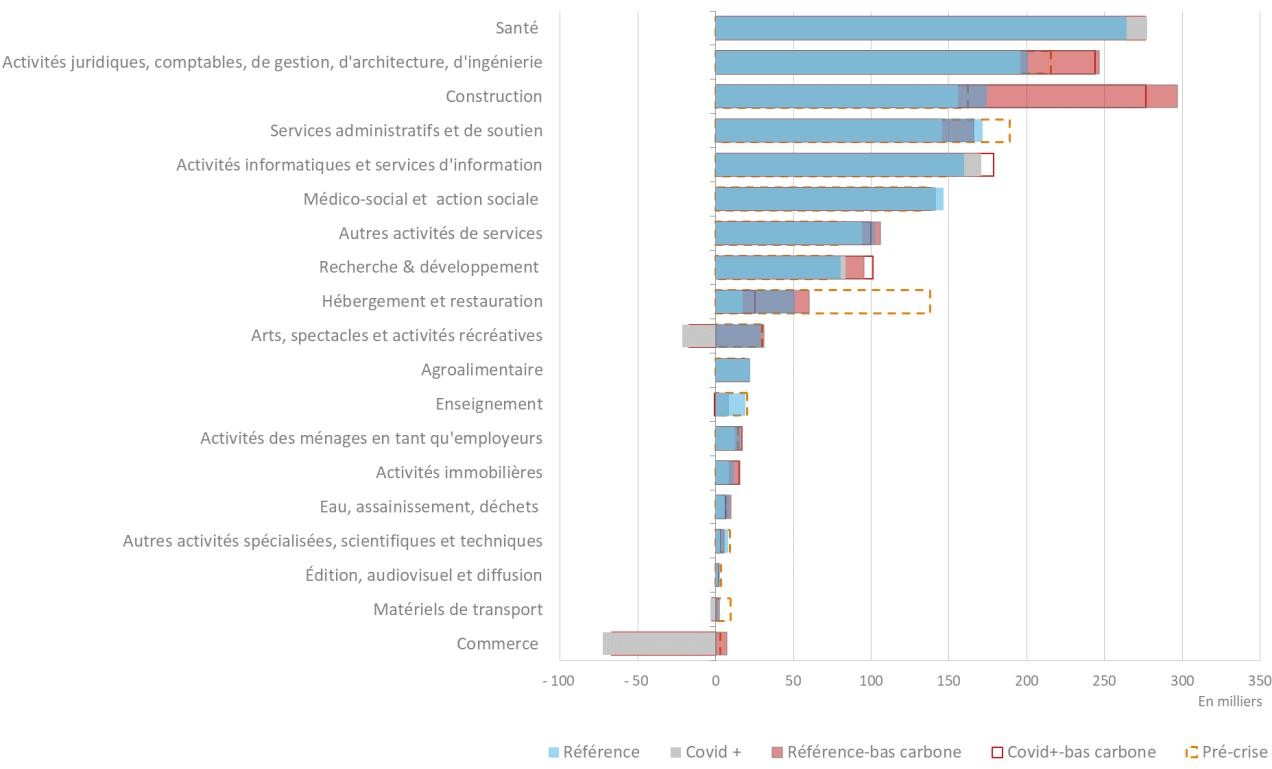 Santé
Activités juridiques, comptables, de gestion, d'architecture, d'ingénierie
Construction
Services administratifs et de soutien
Activités informatiques et services d'information
Médico-social et action sociale
Autres activités de services
Recherche & développement
Hébergement et restauration
Arts, spectacles et activités récréatives
Agroalimentaire
Enseignement
Activités des ménages en tant qu'employeurs
Activités immobilières
Eau, assainissement, déchets
Autres activités spécialisées, scientifiques et techniques
Édition, audiovisuel et diffusion
Matériels de transport
Commerce
- 100 - 50 0 50 100 150 200 250 300 350
En milliers
Référence Covid + Référence-bas carbone Covid+-bas carbone Pré-crise